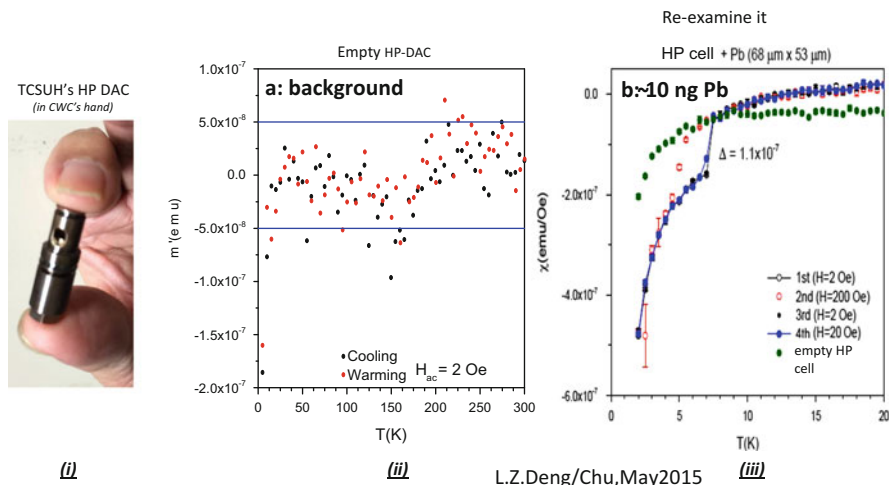 Re-examine it
TCSUH's HP DAC
(in CWC's hand)
(i)
Empty HP-DAC
a: background
1.0x10⁻⁷
5.0x10⁻⁸
0.0
-5.0x10⁻⁸
-1.0x10⁻⁷
-1.5x10⁻⁷
-2.0x10⁻⁷
m '(e m u)
Cooling
Warming
H_ac = 2 Oe
0 50 100 150 200 250 300
T(K)
(ii)
HP cell + Pb (68 µm x 53 µm)
b:~10 ng Pb
0.0
-2.0x10⁻⁷
-4.0x10⁻⁷
-6.0x10⁻⁷
χ(emu/Oe)
Δ = 1.1x10⁻⁷
1st (H=2 Oe)
2nd (H=200 Oe)
3rd (H=2 Oe)
4th (H=20 Oe)
empty HP
cell
0 5 10 15 20
T(K)
(iii)
L.Z.Deng/Chu,May2015